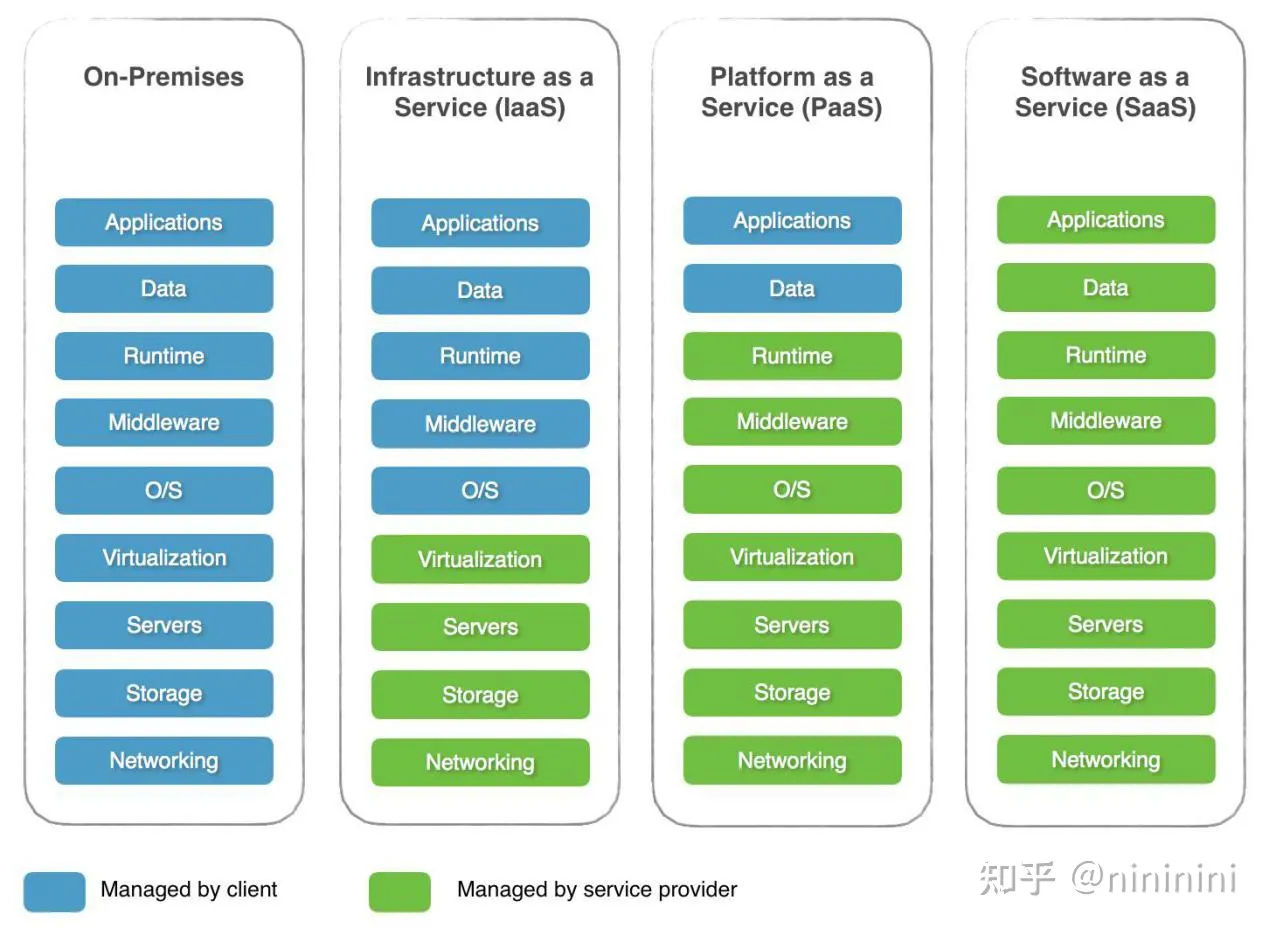 On-Premises
Applications
Data
Runtime
Middleware
O/S
Virtualization
Servers
Storage
Networking
Infrastructure as a
Service (IaaS)
Applications
Data
Runtime
Middleware
O/S
Virtualization
Servers
Storage
Networking
Platform as a
Service (PaaS)
Applications
Data
Runtime
Middleware
O/S
Virtualization
Servers
Storage
Networking
Software as a
Service (SaaS)
Applications
Data
Runtime
Middleware
O/S
Virtualization
Servers
Storage
Networking
Managed by client
Managed by service provider
知乎 @nininini